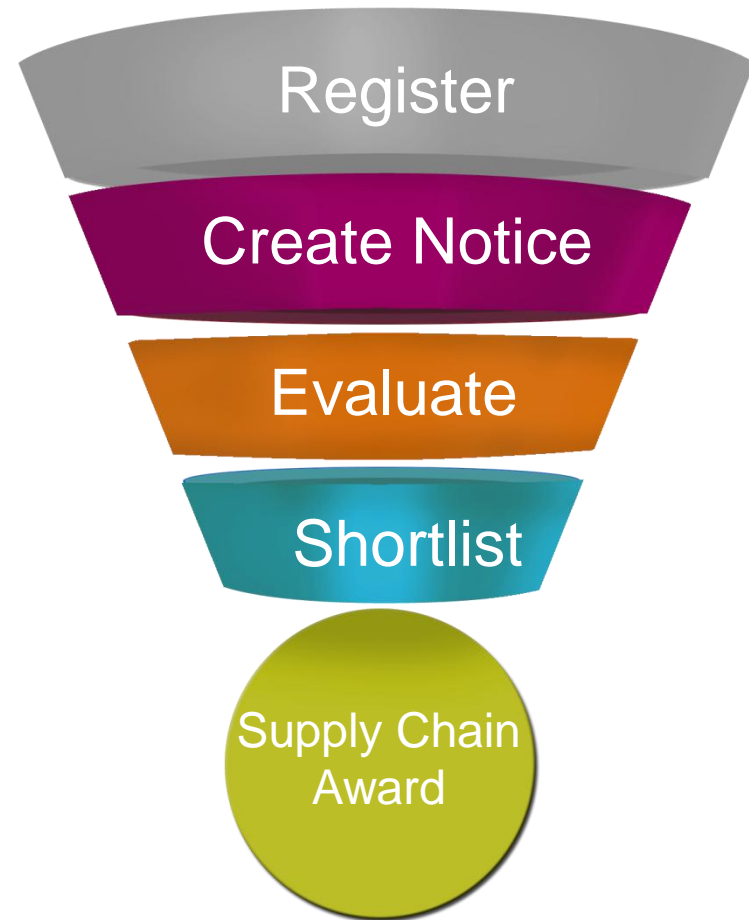 Register
Create Notice
Evaluate
Shortlist
Supply Chain
Award